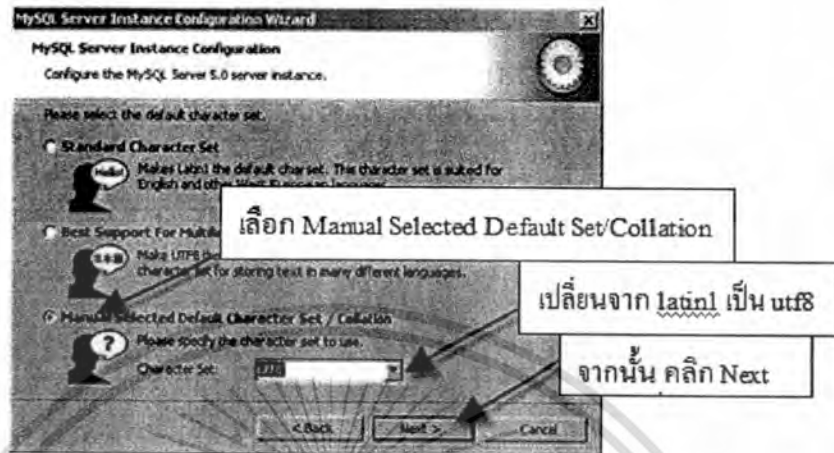 MySQL Server Instance Configuration Wizard
MySQL Server Instance Configuration
Configure the MySQL Server 5.0 server instance.
Please select the default character set.
Standard Character Set
Hello!
Makes Latin1 the default charset. This character set is suited for
English and other West European languages.
เลือก Manual Selected Default Set/Collation
Best Support For
Make UTF8 the
character set for storing text in many different languages.
เปลี่ยนจาก latin1 เป็น utf8
Manual Selected Default Character Set / Collation
?
Please specify the character set to use.
Character Set:
จากนั้น คลิก Next
< Back
Next >
Cancel